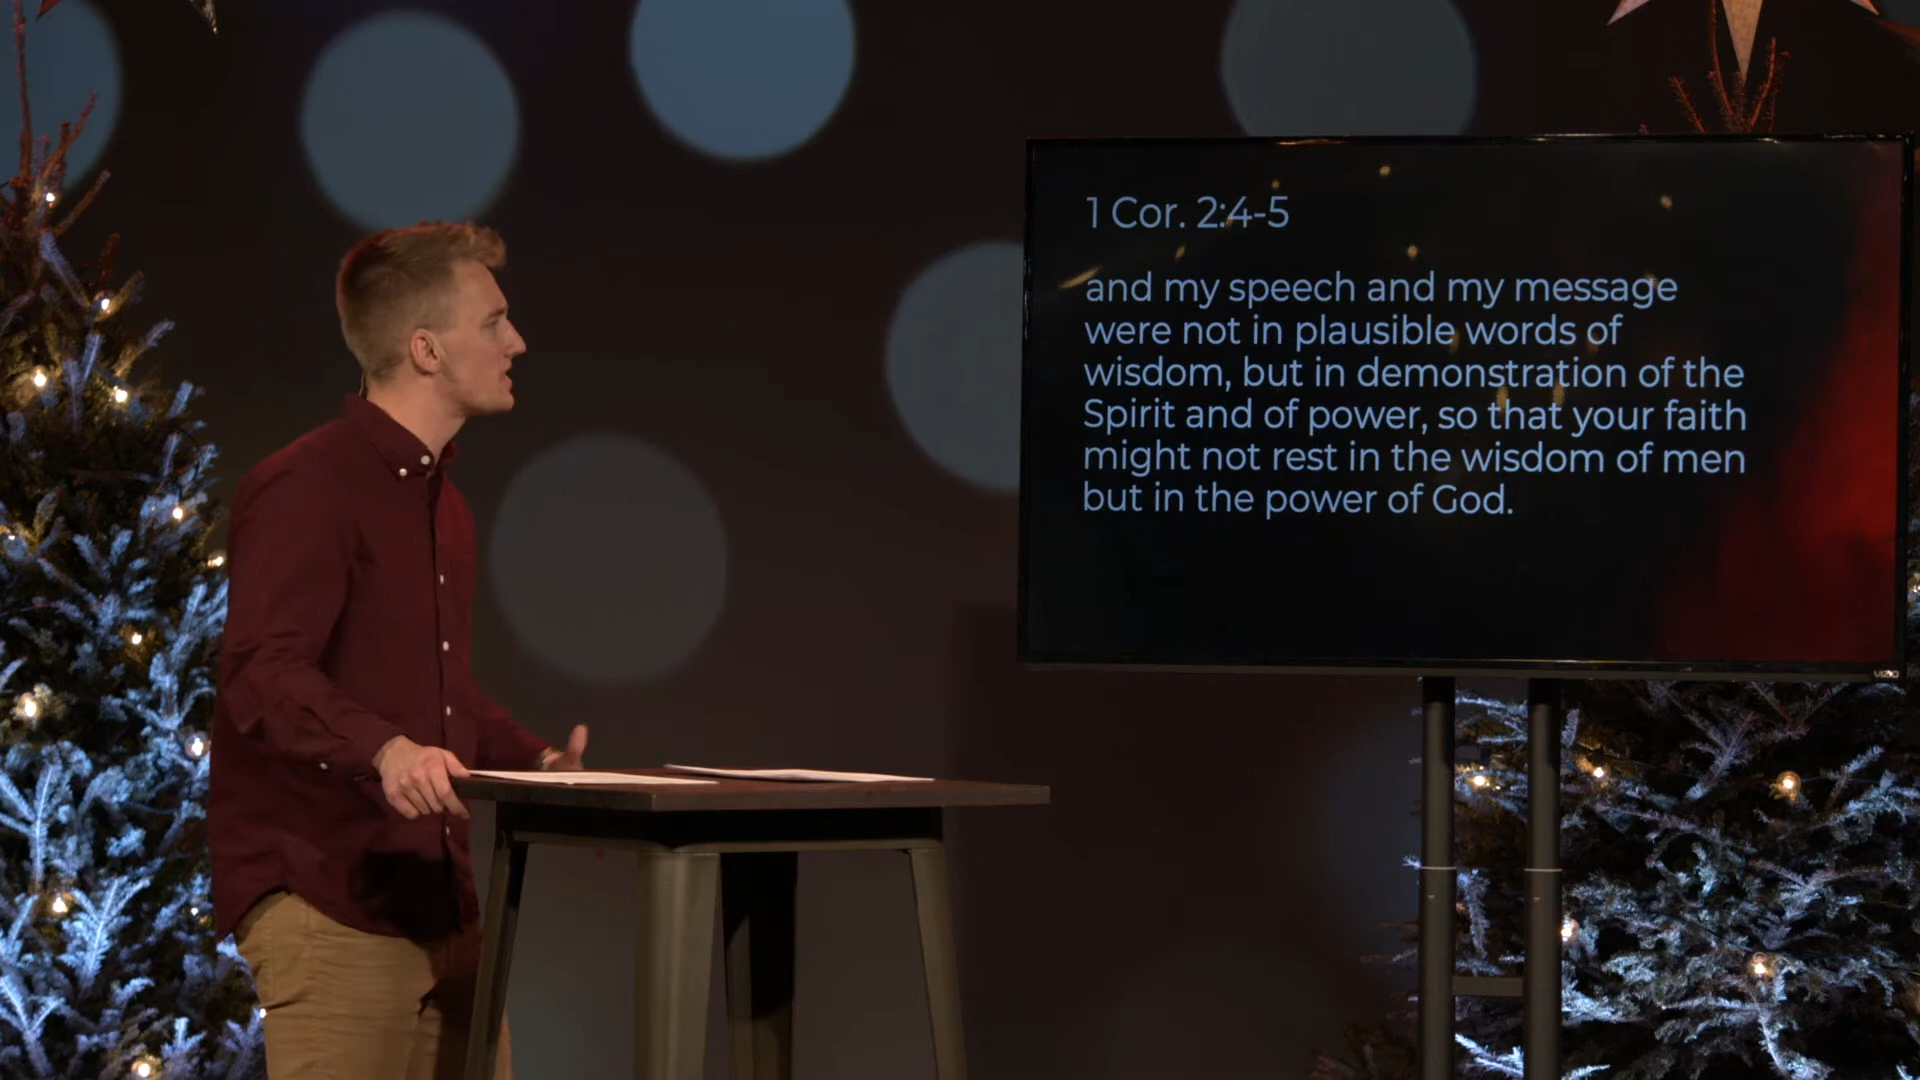 1 Cor. 2:4-5
and my speech and my message
were not in plausible words of
wisdom, but in demonstration of the
Spirit and of power, so that your faith
might not rest in the wisdom of men
but in the power of God.